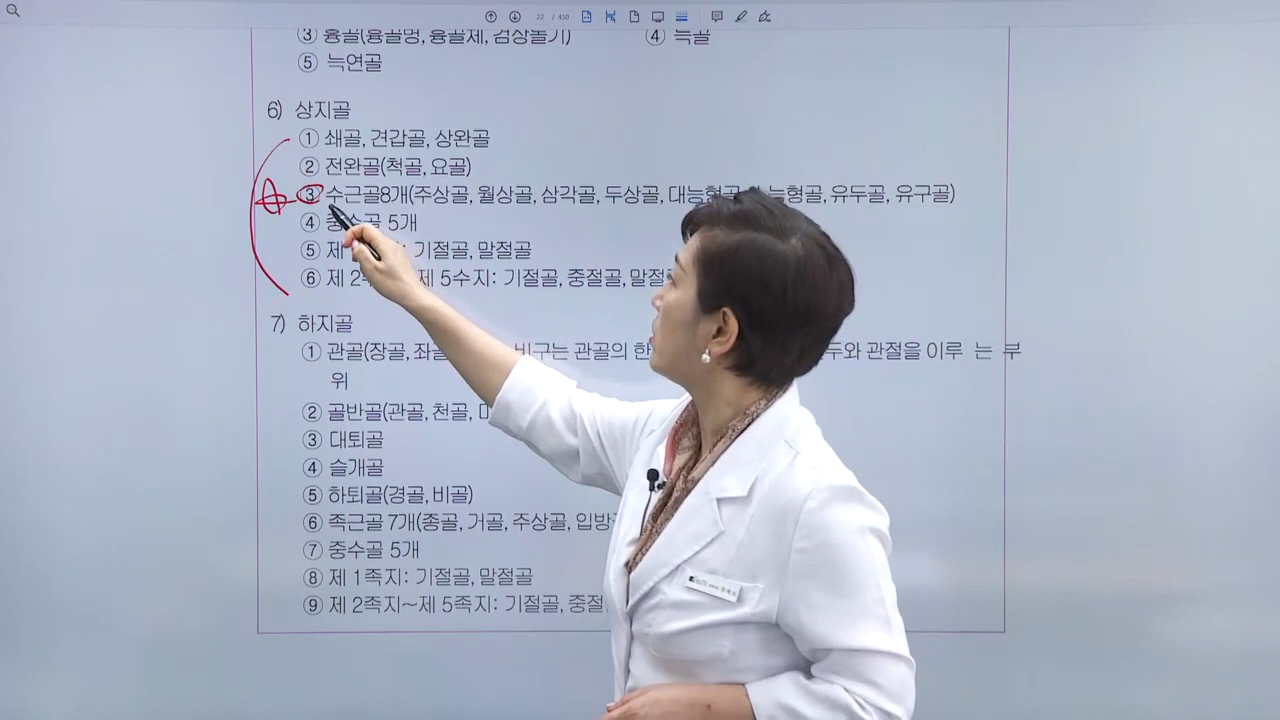 22 / 450
③ 흉골(흉골병, 흉골체, 검상돌기) ④ 늑골
⑤ 늑연골
6) 상지골
① 쇄골, 견갑골, 상완골
② 전완골(척골, 요골)
③ 수근골8개(주상골, 월상골, 삼각골, 두상골, 대능형골, 능형골, 유두골, 유구골)
④ 중수골 5개
⑤ 제 : 기절골, 말절골
⑥ 제 2 제 5수지: 기절골, 중절골, 말절
7) 하지골
① 관골(장골, 좌골 비구는 관골의 한 두와 관절을 이루 는 부
위
② 골반골(관골, 천골,
③ 대퇴골
④ 슬개골
⑤ 하퇴골(경골, 비골)
⑥ 족근골 7개(종골, 거골, 주상골, 입방
⑦ 중수골 5개
⑧ 제 1족지: 기절골, 말절골
⑨ 제 2족지~제 5족지: 기절골, 중절